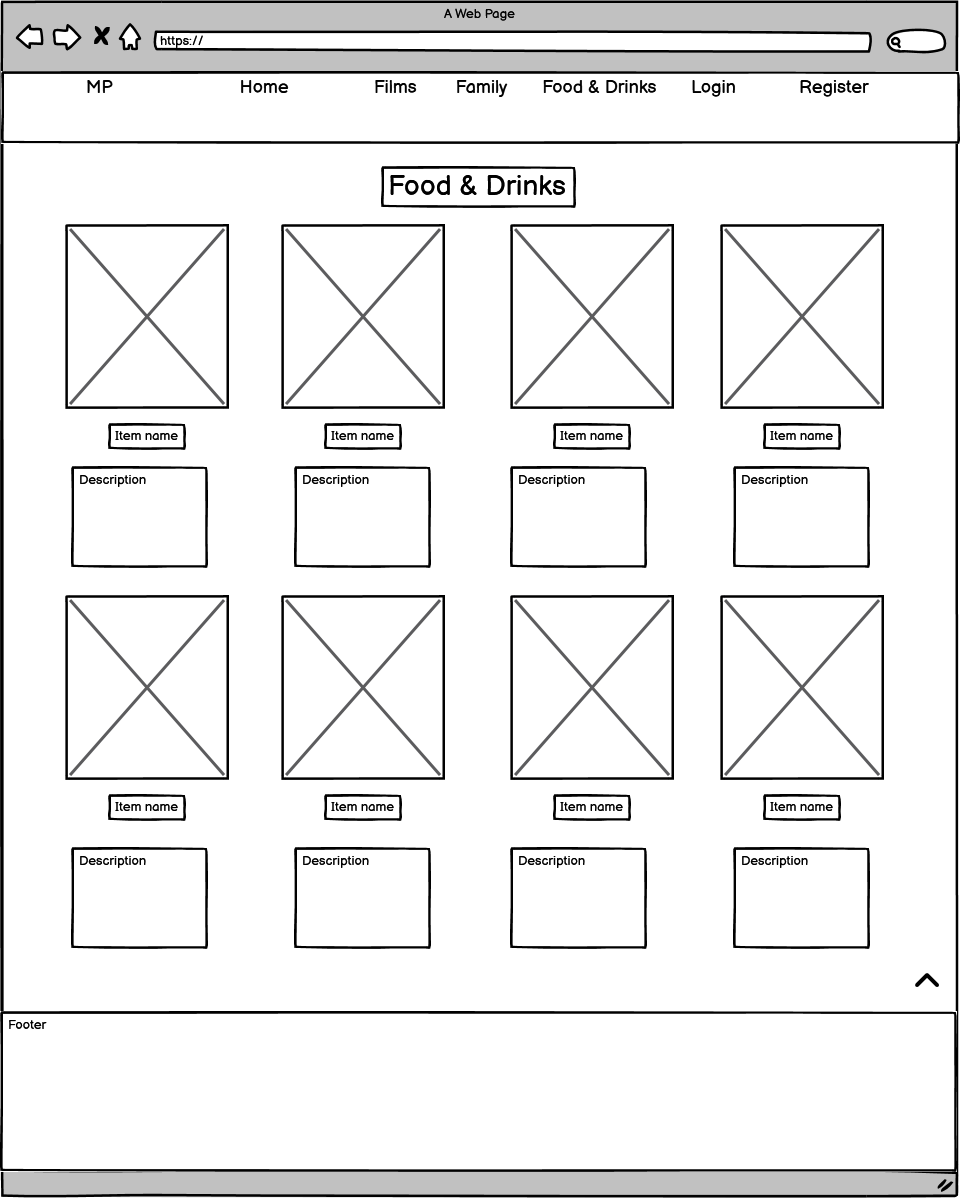 A Web Page
https://
MP Home Films Family Food & Drinks Login Register
Food & Drinks
Item name Item name Item name Item name
Description Description Description Description
Item name Item name Item name Item name
Description Description Description Description
Footer